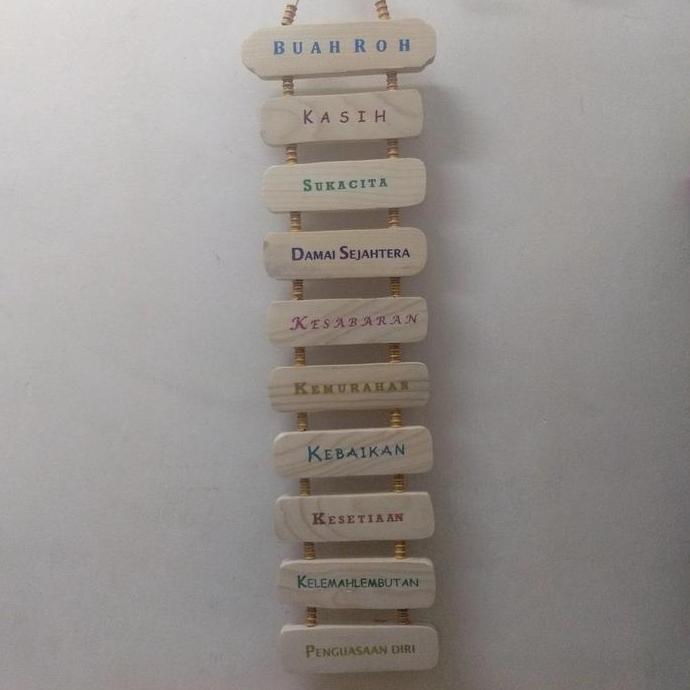 BUAH ROH
KASIH
SUKACITA
DAMAI SEJAHTERA
KESABARAN
KEMURAHAN
KEBAIKAN
KESETIAAN
KELEMAHLEMBUTAN
PENGUASAAN DIRI